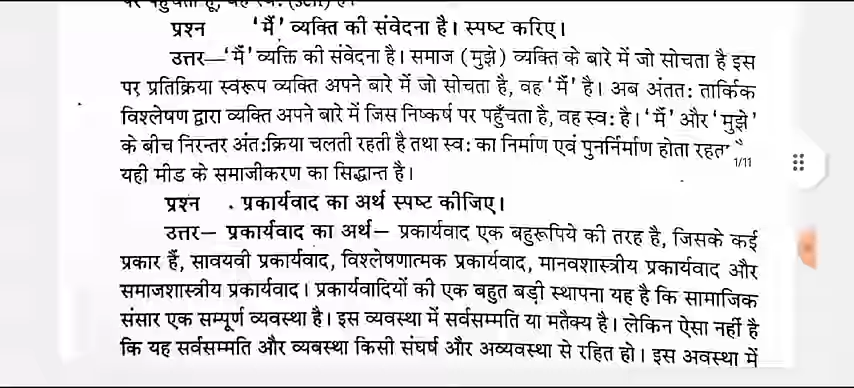 प्रश्न 'मैं' व्यक्ति की संवेदना है। स्पष्ट करिए।
उत्तर—'मैं' व्यक्ति की संवेदना है। समाज (मुझे) व्यक्ति के बारे में जो सोचता है इस
पर प्रतिक्रिया स्वरूप व्यक्ति अपने बारे में जो सोचता है, वह 'मैं' है। अब अंततः तार्किक
विश्लेषण द्वारा व्यक्ति अपने बारे में जिस निष्कर्ष पर पहुँचता है, वह स्व: है। 'मैं' और 'मुझे'
के बीच निरन्तर अंत:क्रिया चलती रहती है तथा स्व: का निर्माण एवं पुनर्निर्माण होता रहता
1/11
यही मीड के समाजीकरण का सिद्धान्त है।
प्रश्न . प्रकार्यवाद का अर्थ स्पष्ट कीजिए।
उत्तर— प्रकार्यवाद का अर्थ— प्रकार्यवाद एक बहुरूपिये की तरह है, जिसके कई
प्रकार हैं, सावयवी प्रकार्यवाद, विश्लेषणात्मक प्रकार्यवाद, मानवशास्त्रीय प्रकार्यवाद और
समाजशास्त्रीय प्रकार्यवाद। प्रकार्यवादियों की एक बहुत बड़ी स्थापना यह है कि सामाजिक
संसार एक सम्पूर्ण व्यवस्था है। इस व्यवस्था में सर्वसम्मति या मतैक्य है। लेकिन ऐसा नहीं है
कि यह सर्वसम्मति और व्यवस्था किसी संघर्ष और अव्यवस्था से रहित हो। इस अवस्था में